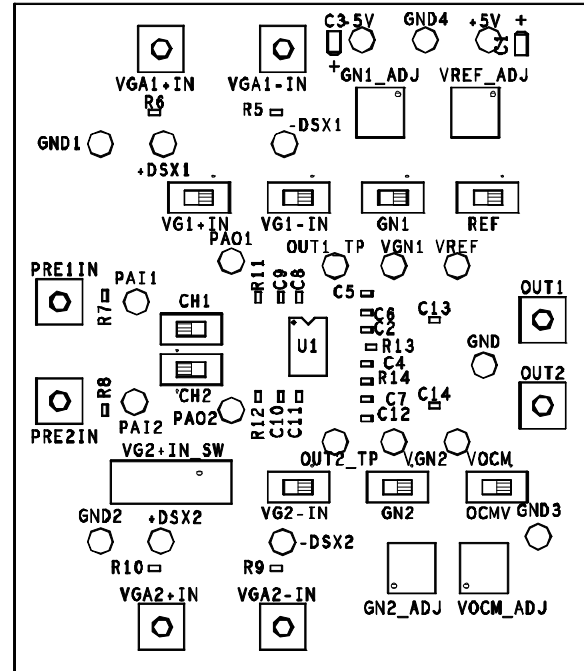 C3
-5V
GND4
+5V
+
C1
+
VGA1+IN
VGA1-IN
GN1_ADJ
VREF_ADJ
R6
R5
-DSX1
GND1
+DSX1
VG1+IN
VG1-IN
GN1
REF
PAO1
OUT1_TP
VGN1
VREF
PRE1IN
PAI1
R11
C9
C8
C5
OUT1
R7
CH1
C6
C13
C2
U1
R13
GND
C4
R14
CH2
OUT2
R8
C7
C14
PAI2
PAO2
R12
C10
C11
C12
PRE2IN
VG2+IN_SW
OUT2_TP
VGN2
VOCM
GND2
+DSX2
VG2-IN
GN2
OCMV
GND3
-DSX2
R10
R9
VGA2+IN
VGA2-IN
GN2_ADJ
VOCM_ADJ